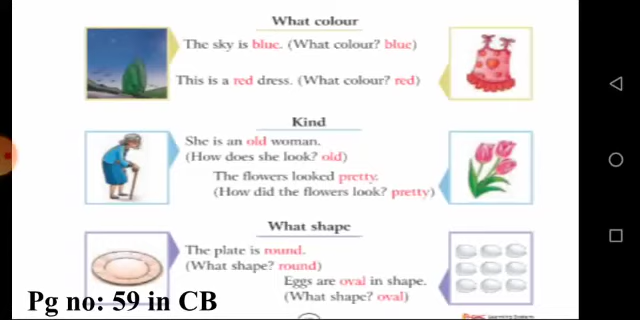 What colour
The sky is blue. (What colour? blue)
This is a red dress. (What colour? red)
Kind
She is an old woman.
(How does she look? old)
The flowers looked pretty.
(How did the flowers look? pretty)
What shape
The plate is round.
(What shape? round)
Eggs are oval in shape.
(What shape? oval)
Pg no: 59 in CB
Learning System